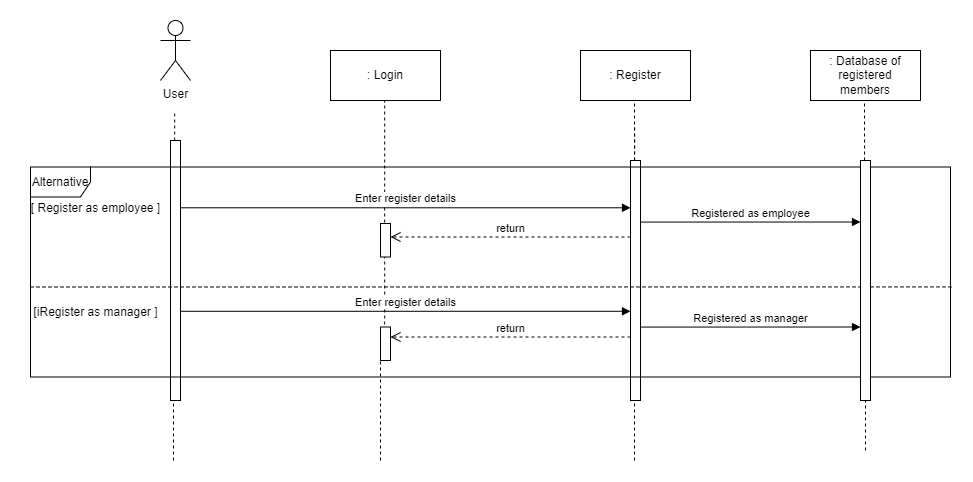 User
: Login
: Register
: Database of
registered
members
Alternative
[ Register as employee ]
Enter register details
Registered as employee
return
[iRegister as manager ]
Enter register details
Registered as manager
return